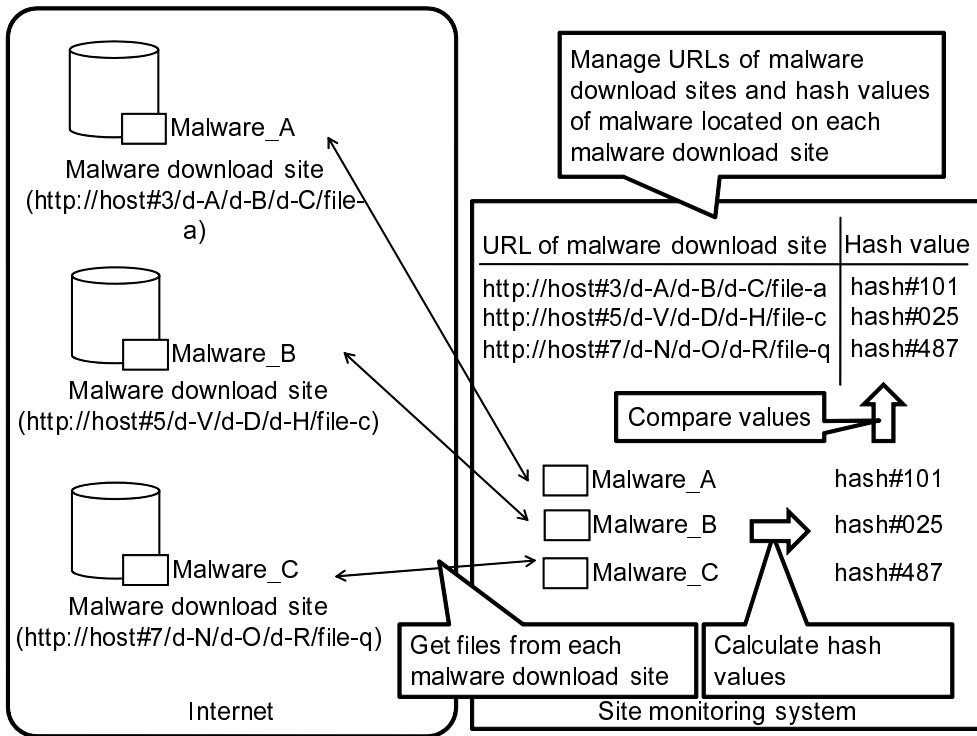 Malware_A
Malware download site
(http://host#3/d-A/d-B/d-C/file-
a)
Malware_B
Malware download site
(http://host#5/d-V/d-D/d-H/file-c)
Malware_C
Malware download site
(http://host#7/d-N/d-O/d-R/file-q)
Internet
Manage URLs of malware
download sites and hash values
of malware located on each
malware download site
URL of malware download site Hash value
http://host#3/d-A/d-B/d-C/file-a hash#101
http://host#5/d-V/d-D/d-H/file-c hash#025
http://host#7/d-N/d-O/d-R/file-q hash#487
Compare values
Malware_A hash#101
Malware_B hash#025
Malware_C hash#487
Get files from each
malware download site
Calculate hash
values
Site monitoring system